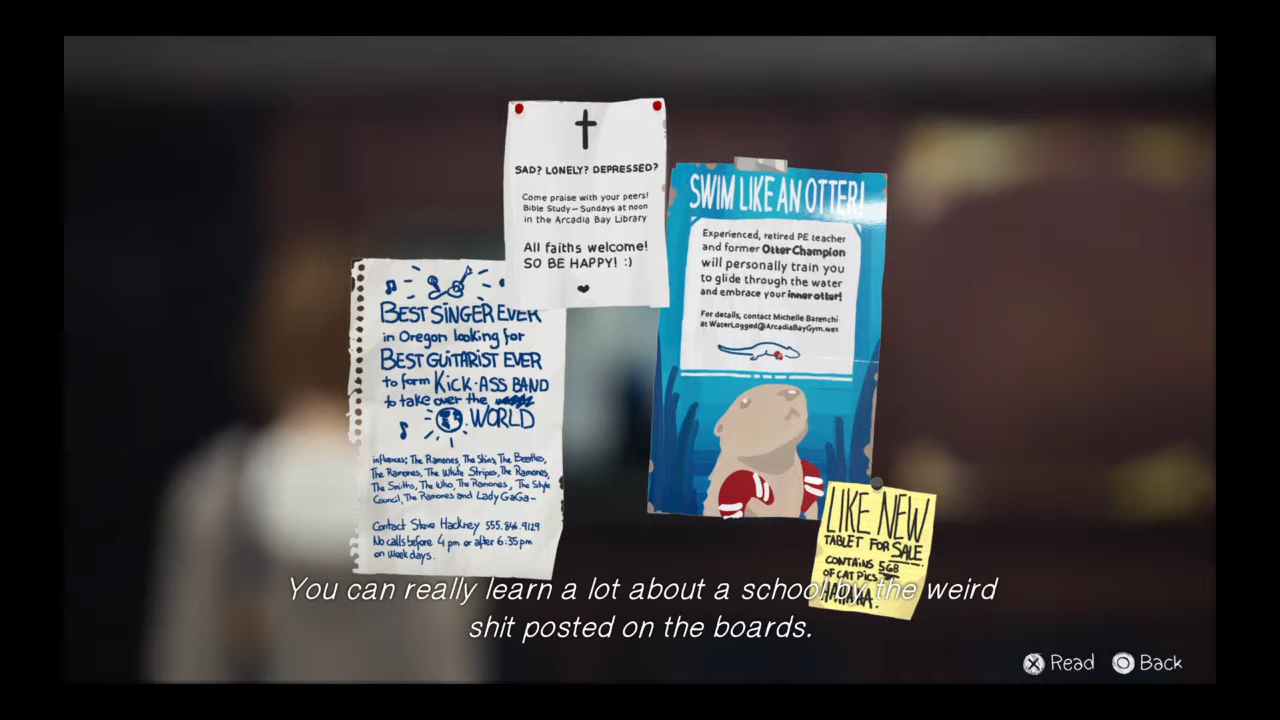 SAD? LONELY? DEPRESSED?
Come praise with your peers!
Bible Study - Sundays at noon
in the Arcadia Bay Library
All faiths welcome!
SO BE HAPPY! :)
SWIM LIKE AN OTTER!
Experienced, retired PE teacher
and former Otter Champion
will personally train you
to glide through the water
and embrace your inner otter!
For details, contact Michelle Barenchi
at WaterLogged@ArcadiaBayGym.wet
BEST SINGER EVER
in Oregon looking for
BEST GUITARIST EVER
to form KICK-ASS BAND
to take over the
WORLD
influences: The Ramones, The Shins, The Beatles,
The Ramones, The White Stripes, The Ramones,
The Smiths, The Who, The Ramones, The Style
Council, The Ramones and Lady GaGa-
Contact Steve Hackney 555.846.9129
No calls before 4 pm or after 6:35 pm
on weekdays.
LIKE NEW
TABLET FOR SALE
CONTAINS 5GB
OF CAT PICS
HAHAHA.
You can really learn a lot about a school by the weird
shit posted on the boards.
Read Back